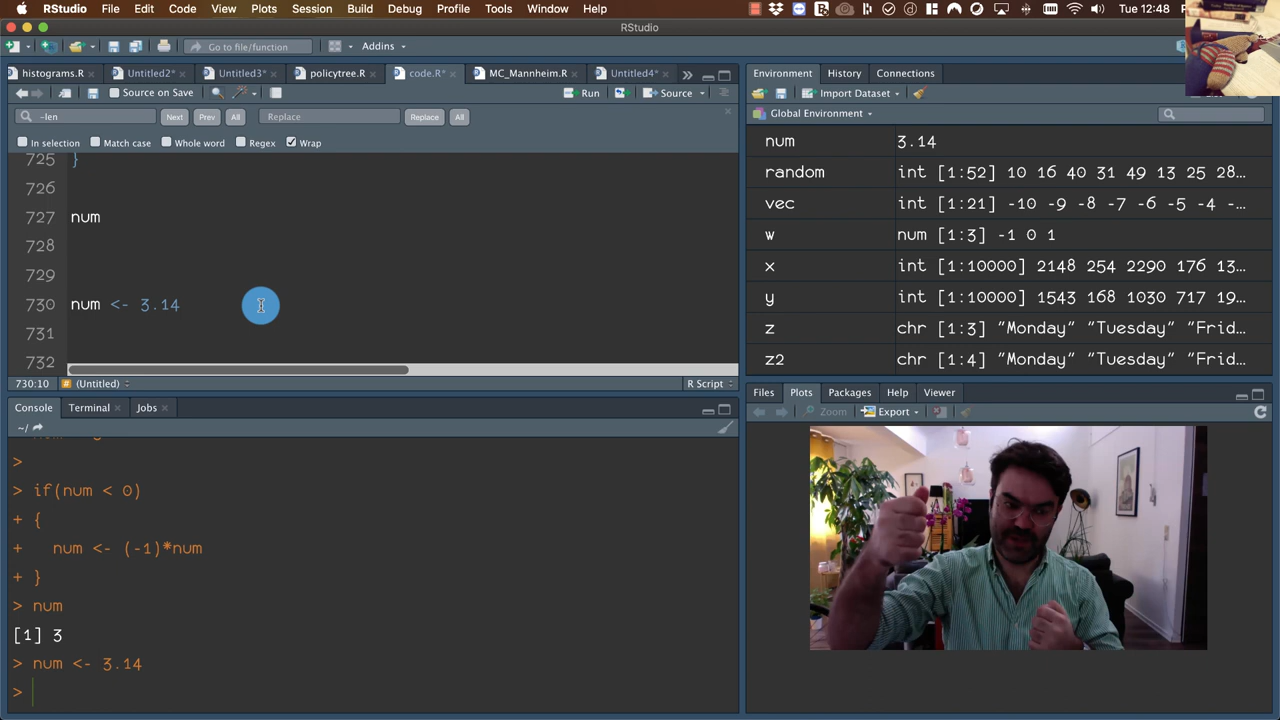 RStudio File Edit Code View Plots Session Build Debug Profile Tools Window Help Tue 12:48
RStudio
Go to file/function Addins
histograms.R Untitled2* Untitled3* policytree.R code.R* MC_Mannheim.R Untitled4*
Source on Save Run Source
-len Next Prev All Replace Replace All
In selection Match case Whole word Regex Wrap
725 }
726
727 num
728
729
730 num <- 3.14
731
732
730:10 (Untitled) R Script
Console Terminal Jobs
~/
>
> if(num < 0)
+ {
+ num <- (-1)*num
+ }
> num
[1] 3
> num <- 3.14
>
Environment History Connections
Import Dataset
Global Environment
num 3.14
random int [1:52] 10 16 40 31 49 13 25 28…
vec int [1:21] -10 -9 -8 -7 -6 -5 -4 -…
w num [1:3] -1 0 1
x int [1:10000] 2148 254 2290 176 13…
y int [1:10000] 1543 168 1030 717 19…
z chr [1:3] "Monday" "Tuesday" "Frid…
z2 chr [1:4] "Monday" "Tuesday" "Frid…
Files Plots Packages Help Viewer
Zoom Export